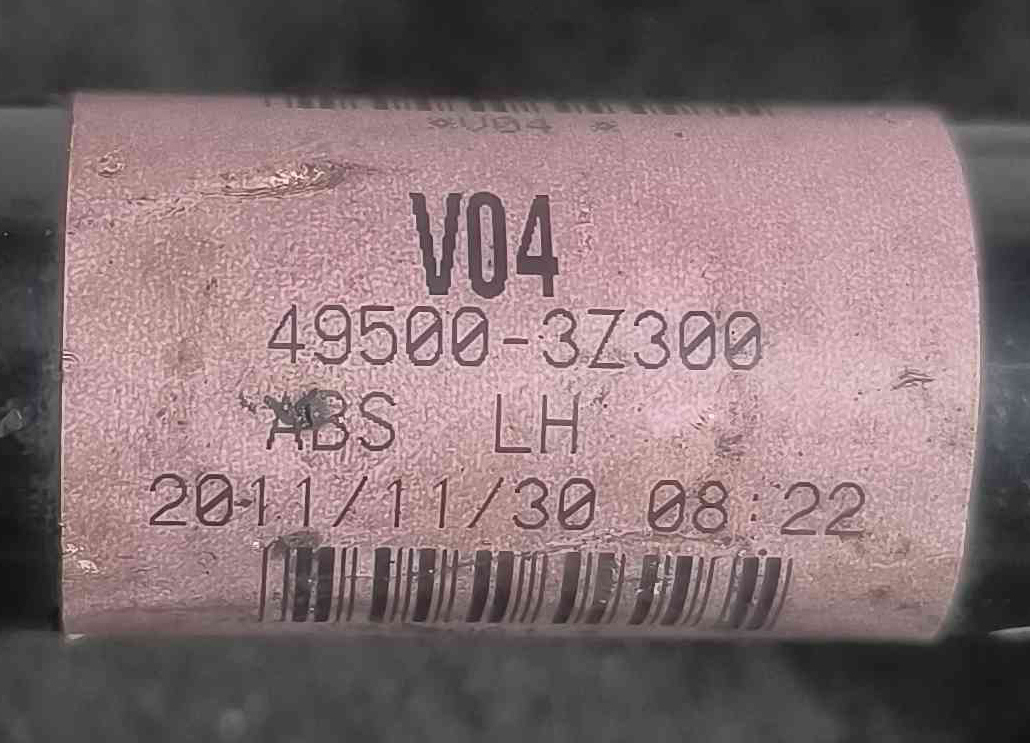 *V04 *
V04
49500-3Z300
ABS LH
2011/11/30 08:22